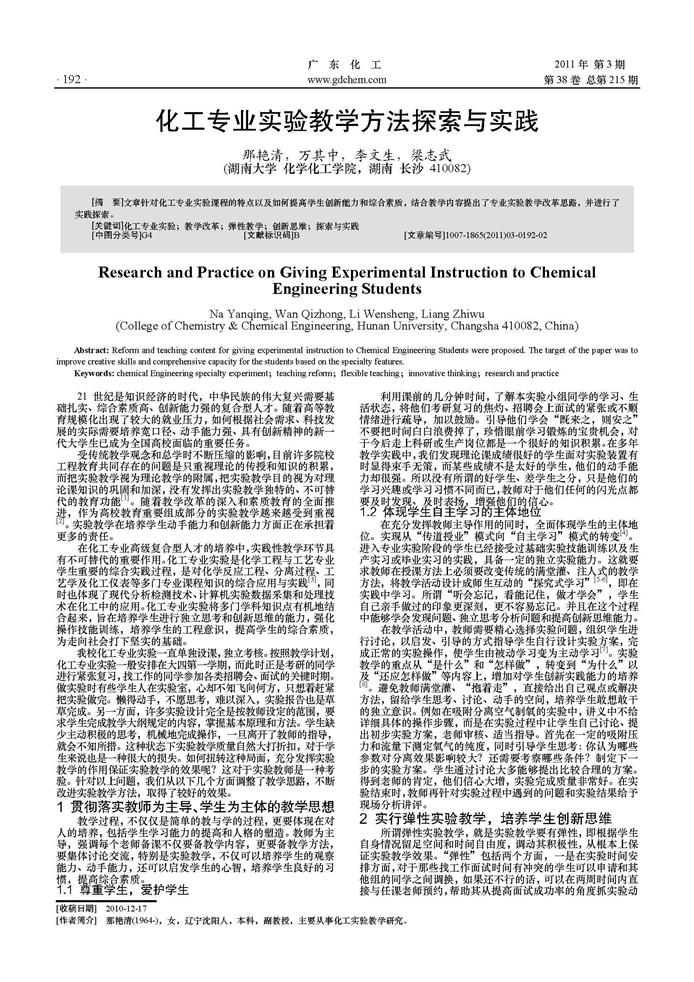 广 东 化 工
2011 年 第 3 期
· 192 ·
www.gdchem.com
第 38 卷 总第 215 期
化工专业实验教学方法探索与实践
那艳清，万其中，李文生，梁志武
(湖南大学 化学化工学院，湖南 长沙 410082)
[摘 要]文章针对化工专业实验课程的特点以及如何提高学生创新能力和综合素质，结合教学内容提出了专业实验教学改革思路，并进行了
实践探索。
[关键词]化工专业实验；教学改革；弹性教学；创新思维；探索与实践
[中图分类号]G4 [文献标识码]B [文章编号]1007-1865(2011)03-0192-02
Research and Practice on Giving Experimental Instruction to Chemical
Engineering Students
Na Yanqing, Wan Qizhong, Li Wensheng, Liang Zhiwu
(College of Chemistry & Chemical Engineering, Hunan University, Changsha 410082, China)
Abstract: Reform and teaching content for giving experimental instruction to Chemical Engineering Students were proposed. The target of the paper was to
improve creative skills and comprehensive capacity for the students based on the specialty features.
Keywords: chemical Engineering specialty experiment；teaching reform；flexible teaching；innovative thinking；research and practice
21 世纪是知识经济的时代，中华民族的伟大复兴需要基
础扎实、综合素质高、创新能力强的复合型人才。随着高等教
育规模化出现了较大的就业压力，如何根据社会需求、科技发
展的实际需要培养宽口径、动手能力强、具有创新精神的新一
代大学生已成为全国高校面临的重要任务。
受传统教学观念和总学时不断压缩的影响，目前许多院校
工程教育共同存在的问题是只重视理论的传授和知识的积累，
而把实验教学视为理论教学的附属，把实验教学目的视为对理
论课知识的巩固和加深，没有发挥出实验教学独特的、不可替
代的教育功能[1]。随着教学改革的深入和素质教育的全面推
进，作为高校教育重要组成部分的实验教学越来越受到重视
[2]。实验教学在培养学生动手能力和创新能力方面正在承担着
更多的责任。
在化工专业高级复合型人才的培养中，实践性教学环节具
有不可替代的重要作用。化工专业实验是化学工程与工艺专业
学生重要的综合实践过程，是对化学反应工程、分离过程、工
艺学及化工仪表等多门专业课程知识的综合应用与实践[3]，同
时也体现了现代分析检测技术、计算机实验数据采集和处理技
术在化工中的应用。化工专业实验将多门学科知识点有机地结
合起来，旨在培养学生进行独立思考和创新思维的能力，强化
操作技能训练，培养学生的工程意识，提高学生的综合素质，
为走向社会打下坚实的基础。
我校化工专业实验一直单独设课，独立考核。按照教学计划，
化工专业实验一般安排在大四第一学期，而此时正是考研的同学
进行紧张复习，找工作的同学参加各类招聘会、面试的关键时期。
做实验时有些学生人在实验室，心却不知飞向何方，只想着赶紧
把实验做完。懒得动手，不愿思考，难以深入，实验报告也是草
草完成。另一方面，许多实验设计完全是按教师设定的范围，要
求学生完成教学大纲规定的内容，掌握基本原理和方法。学生缺
少主动积极的思考，机械地完成操作，一旦离开了教师的指导，
就会不知所措。这种状态下实验教学质量自然大打折扣，对于学
生来说也是一种很大的损失。如何扭转这种局面，充分发挥实验
教学的作用保证实验教学的效果呢？这对于实验教师是一种考
验。针对以上问题，我们从以下几个方面调整了教学思路，不断
改进实验教学方法，取得了较好的效果。
1 贯彻落实教师为主导、学生为主体的教学思想
教学过程，不仅仅是简单的教与学的过程，更要体现在对
人的培养，包括学生学习能力的提高和人格的塑造。教师为主
导，强调每个老师备课不仅要备教学内容，更要备教学方法，
要集体讨论交流，特别是实验教学，不仅可以培养学生的观察
能力、动手能力，还可以启发学生的心智，培养学生良好的习
惯，提高综合素质。
1.1 尊重学生，爱护学生
利用课前的几分钟时间，了解本实验小组同学的学习、生
活状态，将他们考研复习的焦灼、招聘会上面试的紧张或不顺
情绪进行疏导，加以鼓励。引导他们学会“既来之，则安之”
不要把时间白白浪费掉了，珍惜眼前学习锻炼的宝贵机会，对
于今后走上科研或生产岗位都是一个很好的知识积累。在多年
教学实践中，我们发现理论课成绩很好的学生面对实验装置有
时显得束手无策，而某些成绩不是太好的学生，他们的动手能
力却很强。所以没有所谓的好学生、差学生之分，只是他们的
学习兴趣或学习习惯不同而已，教师对于他们任何的闪光点都
要及时发现、及时表扬，增强他们的信心。
1.2 体现学生自主学习的主体地位
在充分发挥教师主导作用的同时，全面体现学生的主体地
位。实现从“传道授业”模式向“自主学习”模式的转变[4]。
进入专业实验阶段的学生已经接受过基础实验技能训练以及生
产实习或毕业实习的实践，具备一定的独立实验能力。这就要
求教师在授课方法上必须要改变传统的满堂灌、注入式的教学
方法，将教学活动设计成师生互动的“探究式学习”[5-6]，即在
实践中学习。所谓“听会忘记，看能记住，做才学会”，学生
自己亲手做过的印象更深刻，更不容易忘记。并且在这个过程
中能够学会发现问题、独立思考分析问题和提高创新思维能力。
在教学活动中，教师需要精心选择实验问题，组织学生进
行讨论，以启发、引导的方式指导学生自行设计实验方案，完
成正常的实验操作，使学生由被动学习变为主动学习[7]。实验
教学的重点从“是什么”和“怎样做”，转变到“为什么”以
及“还应怎样做”等内容上，增加对学生创新实践能力的培养
[8]。避免教师满堂灌、“抱着走”，直接给出自己观点或解决
方法，留给学生思考、讨论、动手的空间，培养学生敢想敢干
的独立意识。例如在吸附分离空气制氧的实验中，讲义中不给
详细具体的操作步骤，而是在实验过程中让学生自己讨论、提
出初步实验方案，老师审核、适当指导。首先在一定的吸附压
力和流量下测定氧气的纯度，同时引导学生思考：你认为哪些
参数对分离效果影响较大？还需要考察哪些条件？制定下一
步的实验方案。学生通过讨论大多能够提出比较合理的方案。
得到老师的肯定，他们信心大增，实验完成质量非常好。在实
验结束时，教师再针对实验过程中遇到的问题和实验结果给予
现场分析讲评。
2 实行弹性实验教学，培养学生创新思维
所谓弹性实验教学，就是实验教学要有弹性，即根据学生
自身情况留足空间和时间自由度，调动其积极性，从根本上保
证实验教学效果。“弹性”包括两个方面，一是在实验时间安
排方面，对于那些找工作面试时间有冲突的学生可以申请和其
他组的同学之间调换，如果还不行的话，可以在两周时间内直
接与任课老师预约，帮助其从提高面试成功率的角度抓实验动
[收稿日期] 2010-12-17
[作者简介] 那艳清(1964-)，女，辽宁沈阳人，本科，副教授，主要从事化工实验教学研究。